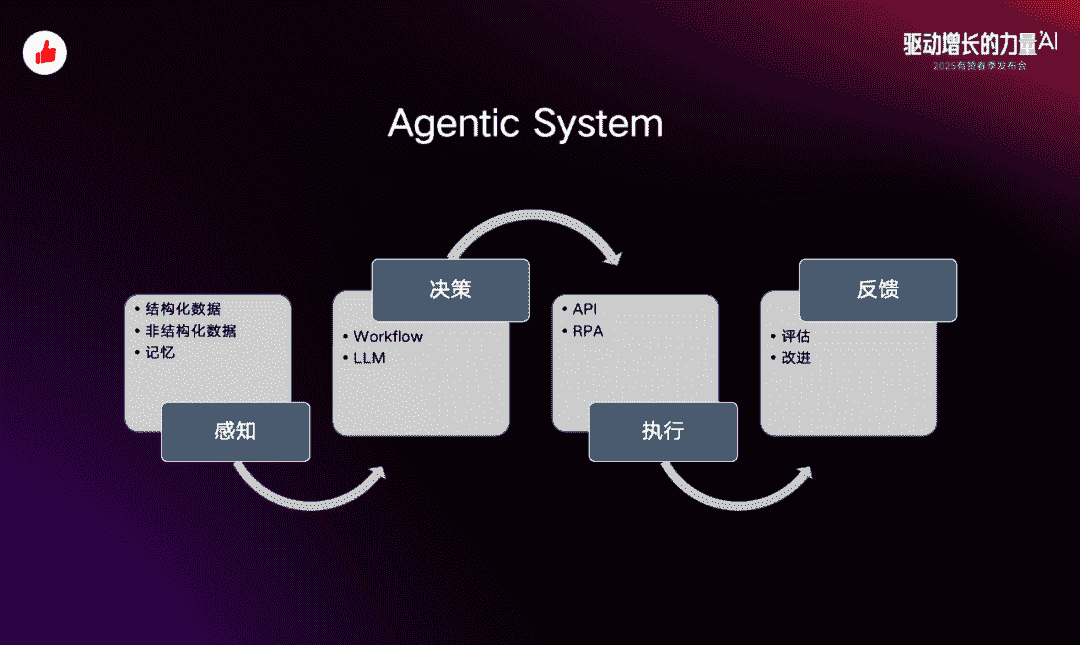 驱动增长的力量AI
2025有赞春季发布会
Agentic System
• 结构化数据
• 非结构化数据
• 记忆
感知
决策
• Workflow
• LLM
• API
• RPA
执行
反馈
• 评估
• 改进